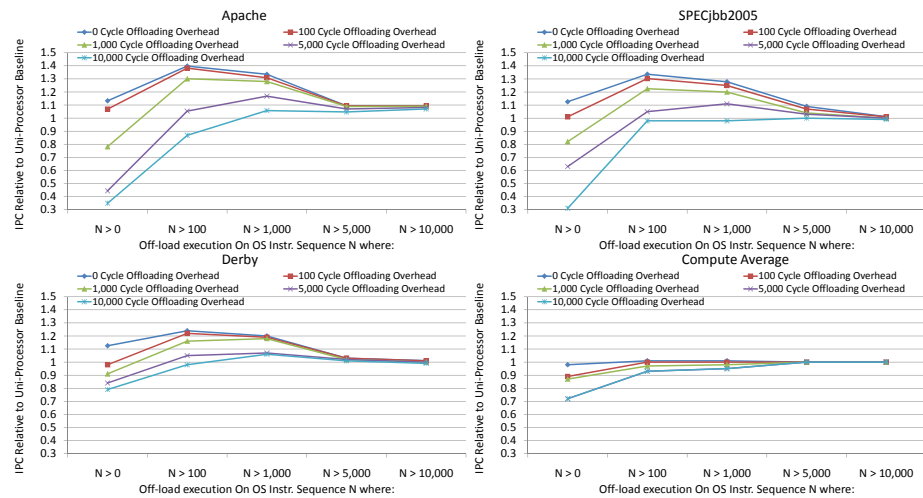 Apache
0 Cycle Offloading Overhead
100 Cycle Offloading Overhead
1,000 Cycle Offloading Overhead
5,000 Cycle Offloading Overhead
10,000 Cycle Offloading Overhead
IPC Relative to Uni-Processor Baseline
1.5
1.4
1.3
1.2
1.1
1
0.9
0.8
0.7
0.6
0.5
0.4
0.3
N > 0 N > 100 N > 1,000 N > 5,000 N > 10,000
Off-load execution On OS Instr. Sequence N where:
SPECjbb2005
0 Cycle Offloading Overhead
100 Cycle Offloading Overhead
1,000 Cycle Offloading Overhead
5,000 Cycle Offloading Overhead
10,000 Cycle Offloading Overhead
IPC Relative to Uni-Processor Baseline
1.5
1.4
1.3
1.2
1.1
1
0.9
0.8
0.7
0.6
0.5
0.4
0.3
N > 0 N > 100 N > 1,000 N > 5,000 N > 10,000
Off-load execution On OS Instr. Sequence N where:
Derby
0 Cycle Offloading Overhead
100 Cycle Offloading Overhead
1,000 Cycle Offloading Overhead
5,000 Cycle Offloading Overhead
10,000 Cycle Offloading Overhead
IPC Relative to Uni-Processor Baseline
1.5
1.4
1.3
1.2
1.1
1
0.9
0.8
0.7
0.6
0.5
0.4
0.3
N > 0 N > 100 N > 1,000 N > 5,000 N > 10,000
Off-load execution On OS Instr. Sequence N where:
Compute Average
0 Cycle Offloading Overhead
100 Cycle Offloading Overhead
1,000 Cycle Offloading Overhead
5,000 Cycle Offloading Overhead
10,000 Cycle Offloading Overhead
IPC Relative to Uni-Processor Baseline
1.5
1.4
1.3
1.2
1.1
1
0.9
0.8
0.7
0.6
0.5
0.4
0.3
N > 0 N > 100 N > 1,000 N > 5,000 N > 10,000
Off-load execution On OS Instr. Sequence N where: